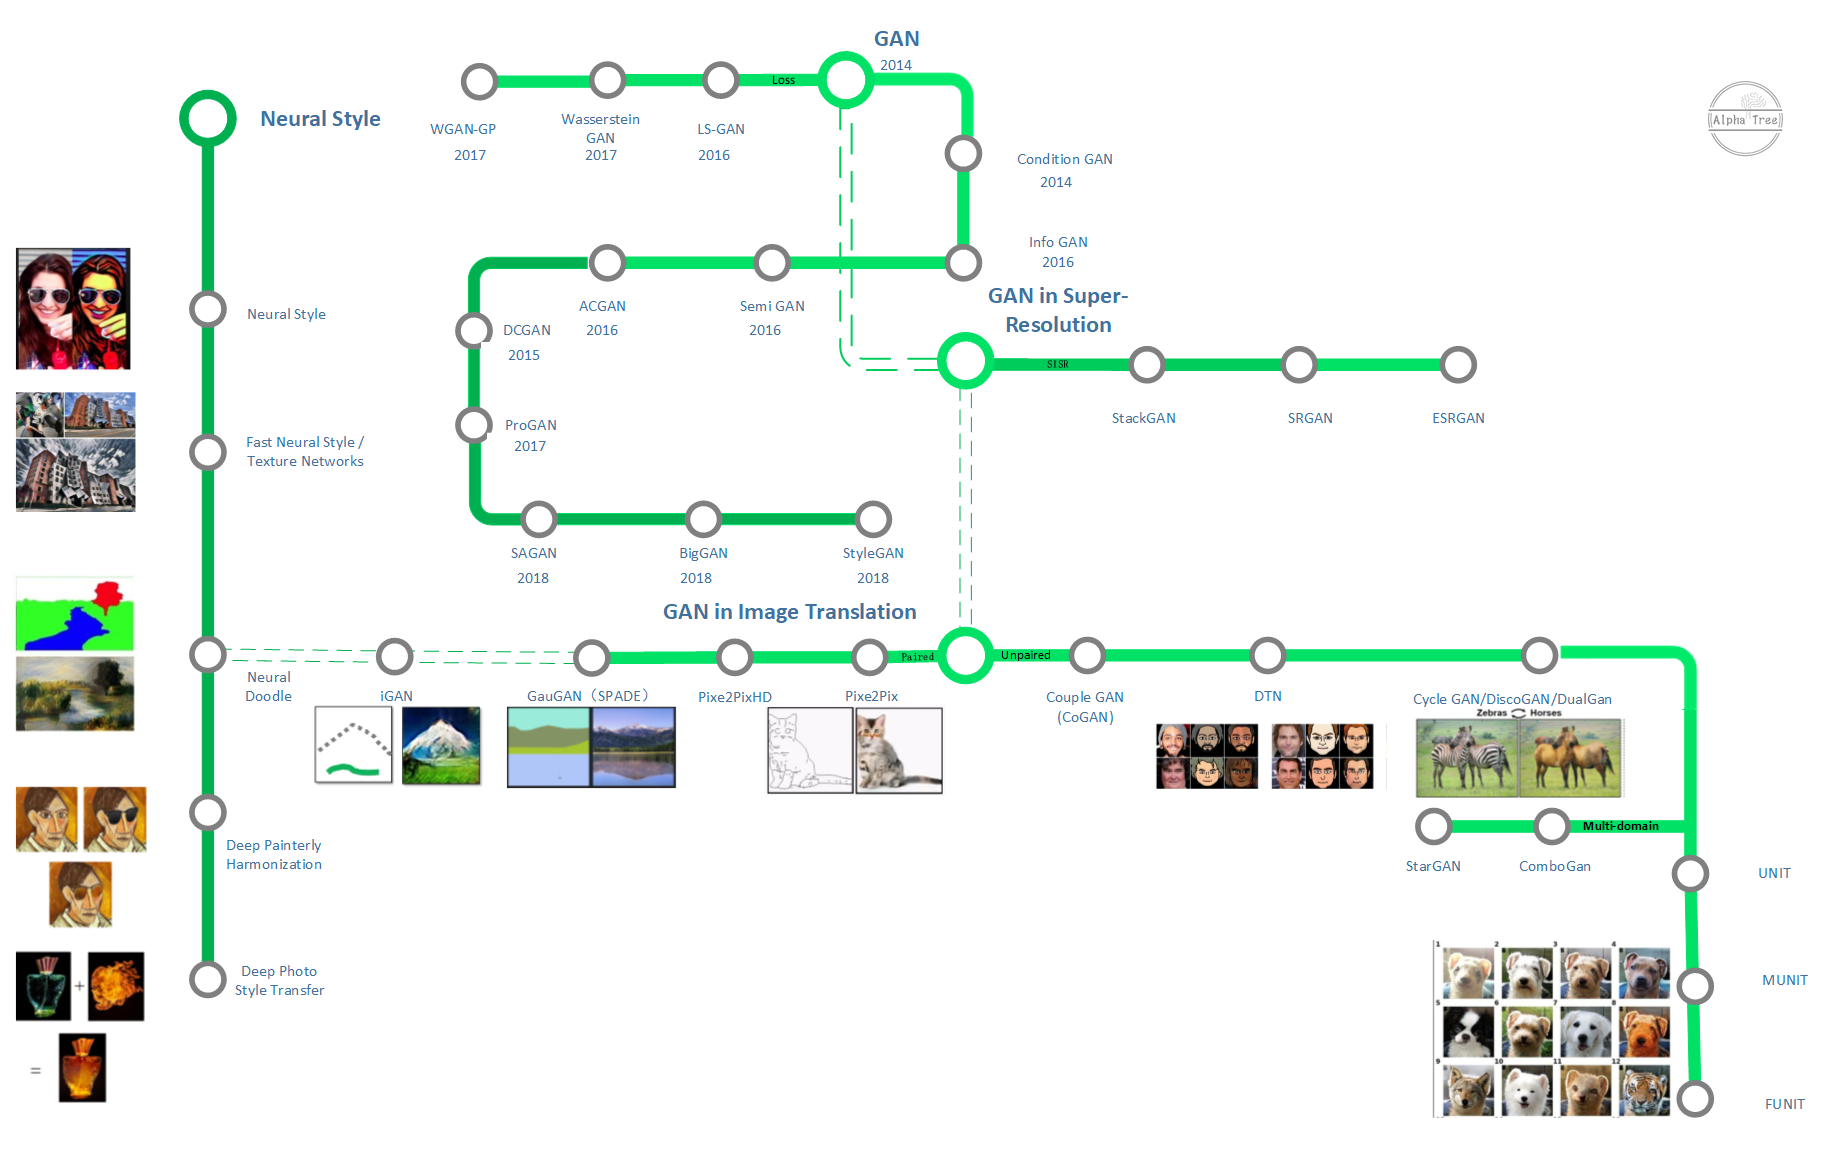 GAN
2014
Loss
Neural Style
WGAN-GP
2017
Wasserstein
GAN
2017
LS-GAN
2016
Alpha Tree
Condition GAN
2014
Info GAN
2016
ACGAN
2016
Semi GAN
2016
GAN in Super-
Resolution
DCGAN
2015
SISR
StackGAN
SRGAN
ESRGAN
ProGAN
2017
SAGAN
2018
BigGAN
2018
StyleGAN
2018
Neural Style
Fast Neural Style /
Texture Networks
GAN in Image Translation
Paired
Unpaired
Neural
Doodle
iGAN
GauGAN（SPADE）
Pixe2PixHD
Pixe2Pix
Couple GAN
(CoGAN)
DTN
Cycle GAN/DiscoGAN/DualGan
Zebras Horses
Multi-domain
StarGAN
ComboGan
UNIT
Deep Painterly
Harmonization
Deep Photo
Style Transfer
+
=
MUNIT
FUNIT
1 2 3 4
5 6 7 8
9 10 11 12